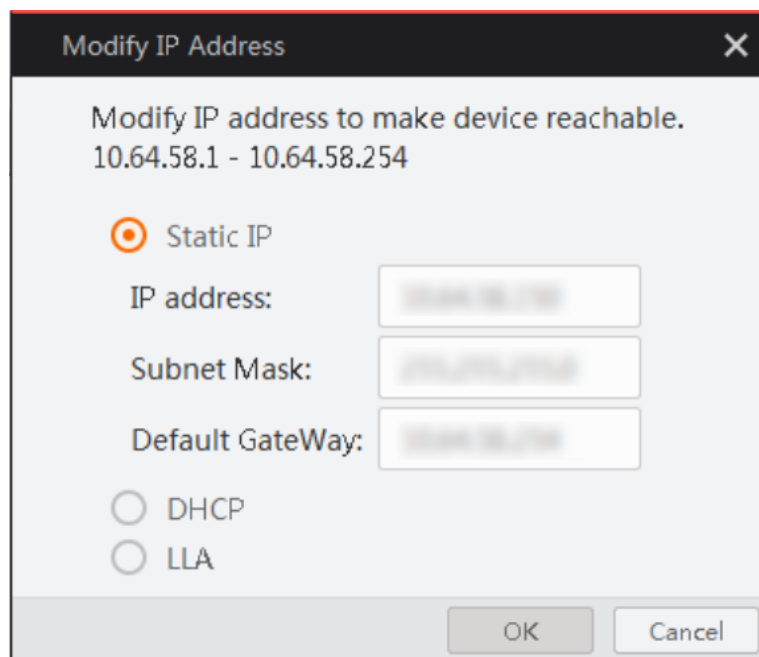 Modify IP Address
Modify IP address to make device reachable.
10.64.58.1 - 10.64.58.254
Static IP
IP address:
Subnet Mask:
Default GateWay:
DHCP
LLA
OK Cancel